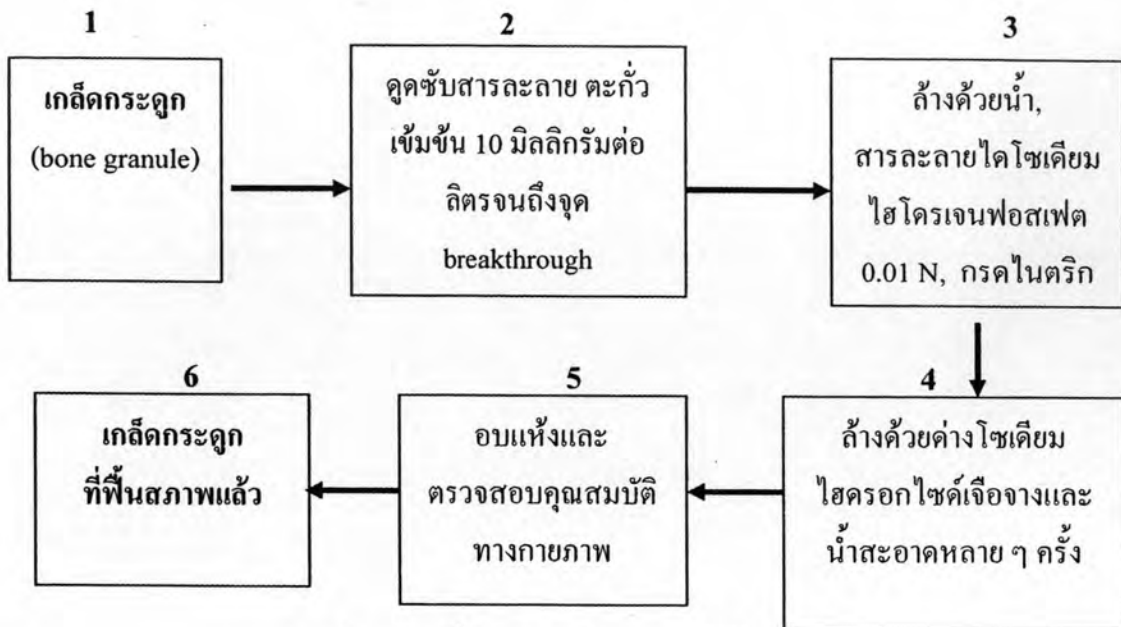 1
เกล็ดกระดูก
(bone granule)
2
ดูดซับสารละลาย ตะกั่ว
เข้มข้น 10 มิลลิกรัมต่อ
ลิตรจนถึงจุด
breakthrough
3
ล้างด้วยน้ำ,
สารละลายไดโซเดียม
ไฮโดรเจนฟอสเฟต
0.01 N, กรดไนตริก
4
ล้างด้วยด่างโซเดียม
ไฮดรอกไซด์เจือจางและ
น้ำสะอาดหลาย ๆ ครั้ง
5
อบแห้งและ
ตรวจสอบคุณสมบัติ
ทางกายภาพ
6
เกล็ดกระดูก
ที่ฟื้นสภาพแล้ว